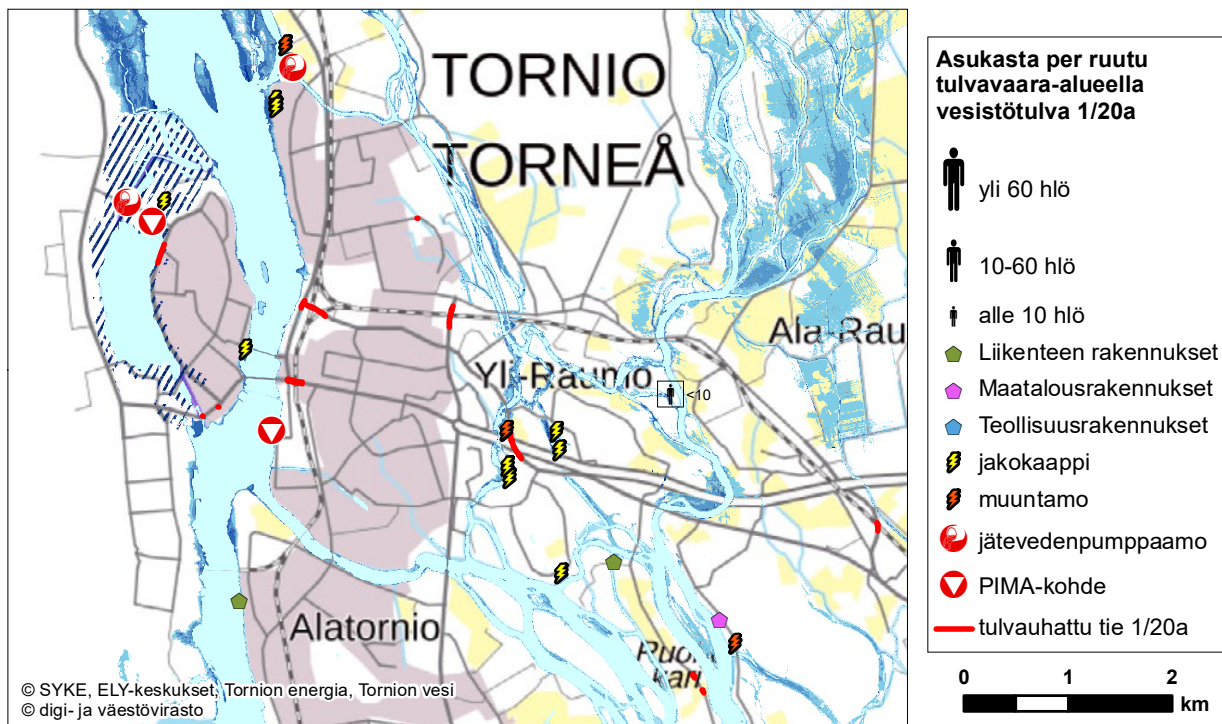 TORNIO
TORNEÅ
Ala-Rau
Yli-Raumo
<10
Alatornio
Puol
vari
© SYKE, ELY-keskukset, Tornion energia, Tornion vesi
© digi- ja väestövirasto
Asukasta per ruutu
tulvavaara-alueella
vesistötulva 1/20a
yli 60 hlö
10-60 hlö
alle 10 hlö
Liikenteen rakennukset
Maatalousrakennukset
Teollisuusrakennukset
jakokaappi
muuntamo
jätevedenpumppaamo
PIMA-kohde
tulvauhattu tie 1/20a
0 1 2
km